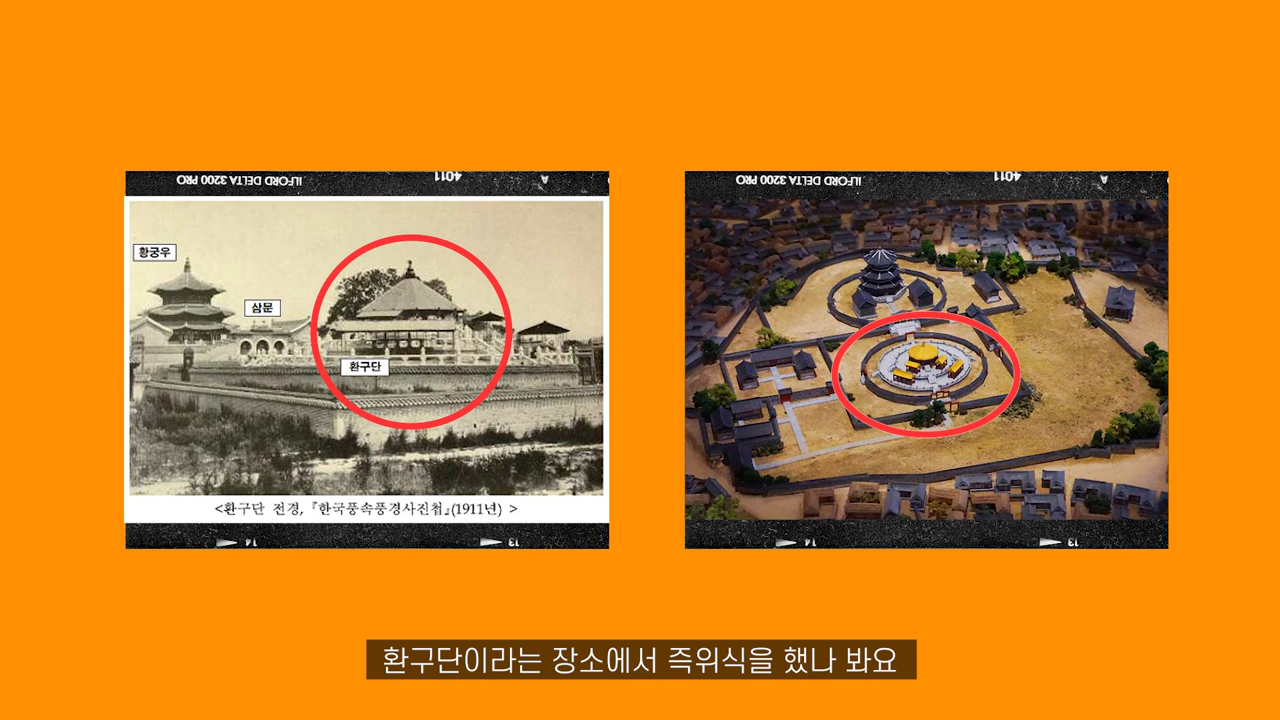 ILFORD DELTA 3200 PRO
4011
A
황궁우
삼문
환구단
<환구단 전경, 『한국풍속풍경사진첩』(1911년) >
14
13
ILFORD DELTA 3200 PRO
4011
A
14
13
환구단이라는 장소에서 즉위식을 했나 봐요